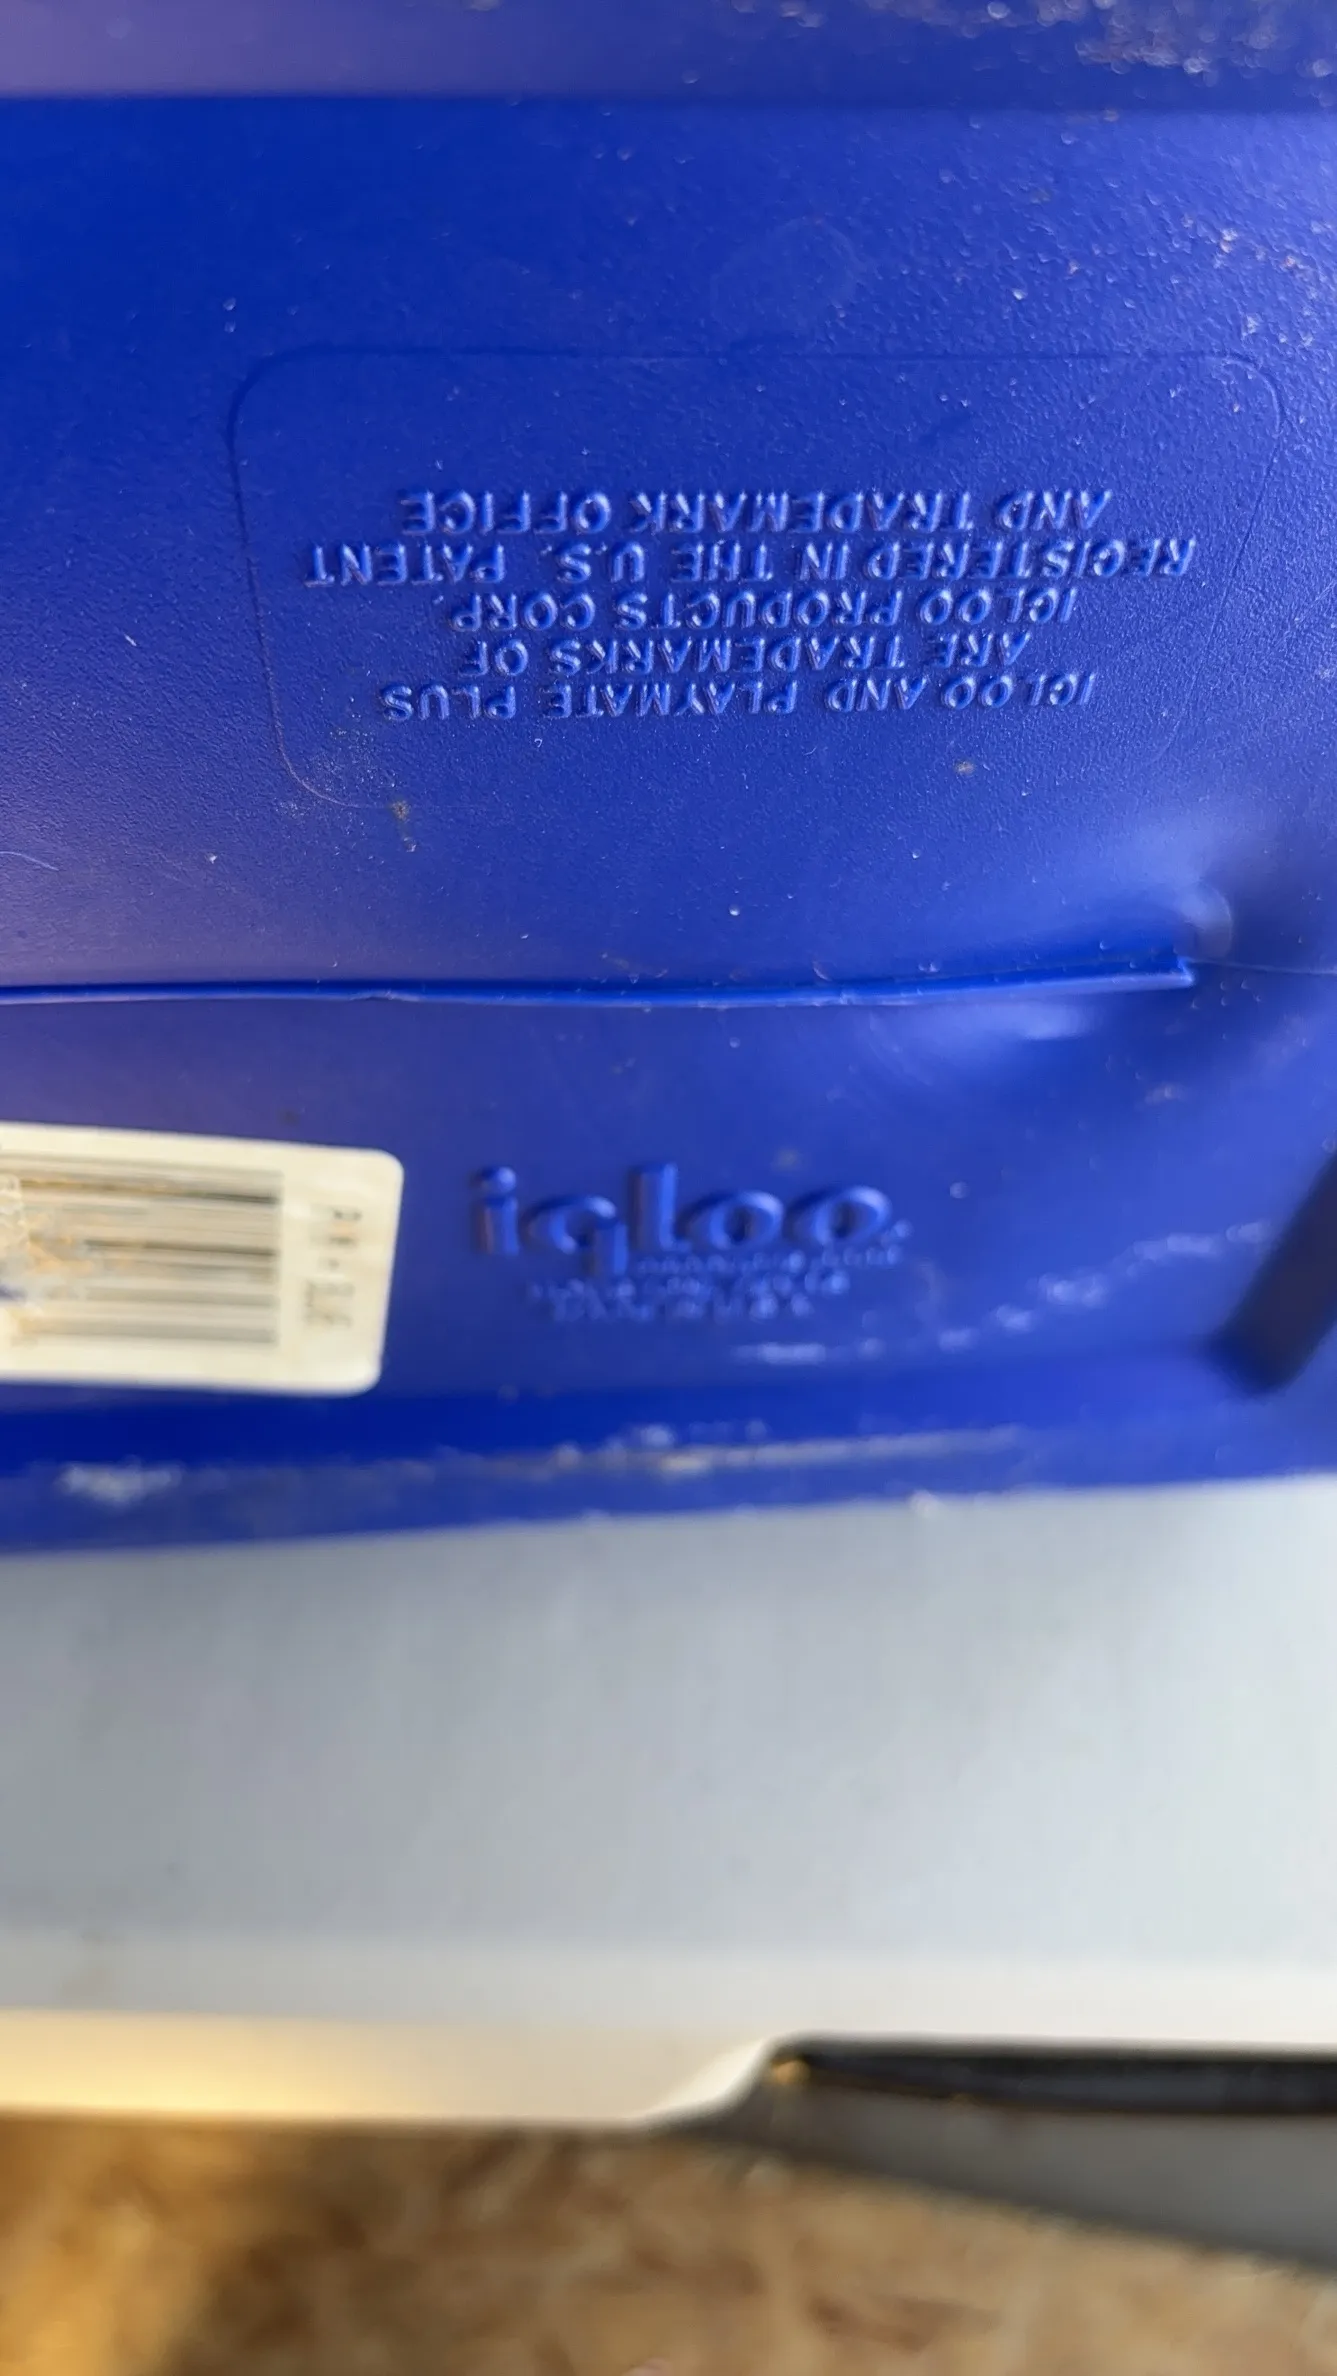 IGLOO AND PLAYMATE PLUS
ARE TRADEMARKS OF
IGLOO PRODUCTS CORP.
REGISTERED IN THE U.S. PATENT
AND TRADEMARK OFFICE
igloo